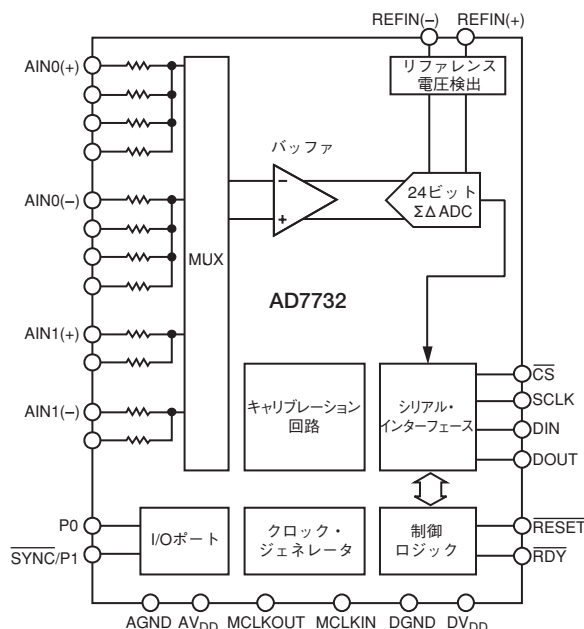 REFIN(−) REFIN(+)
AIN0(+)
リファレンス
電圧検出
バッファ
−
+
24ビット
ΣΔ ADC
AIN0(−)
MUX
AD7732
AIN1(+)
AIN1(−)
キャリブレーション
回路
シリアル・
インターフェース
C̅S̅
SCLK
DIN
DOUT
P0
S̅Y̅N̅C̅/P1
I/Oポート
クロック・
ジェネレータ
制御
ロジック
R̅E̅S̅E̅T̅
R̅D̅Y̅
AGND AVDD MCLKOUT MCLKIN DGND DVDD